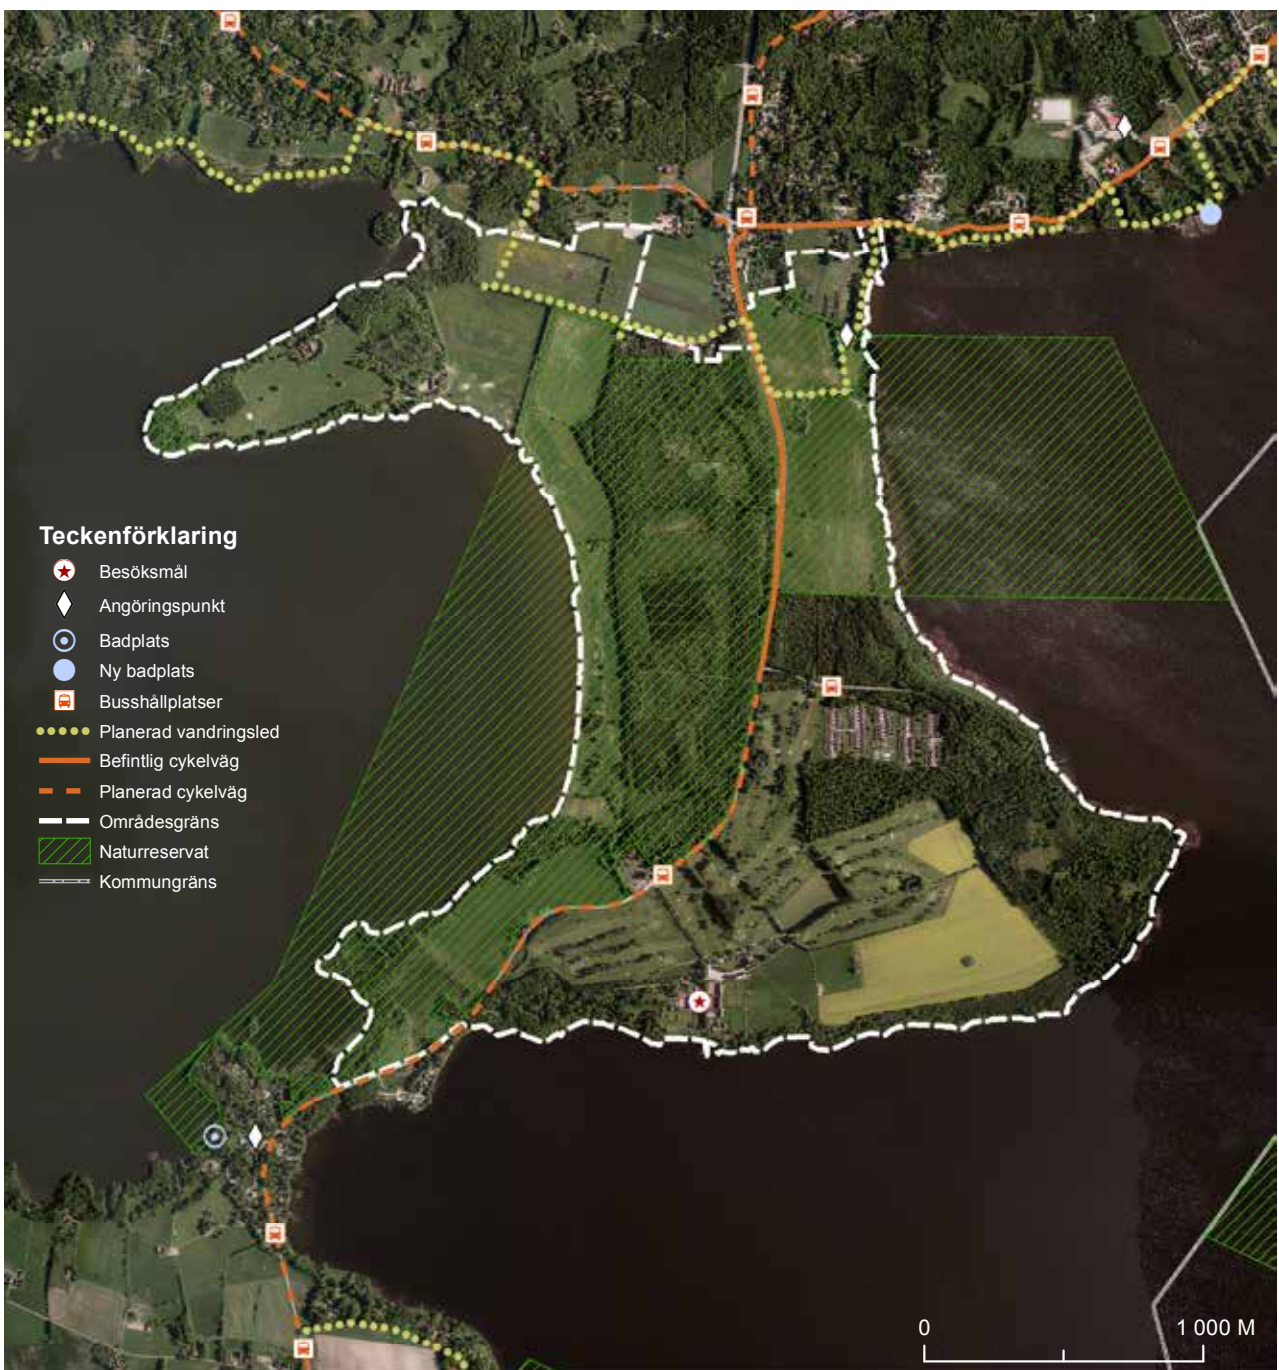 Teckenförklaring
Besöksmål
Angöringspunkt
Badplats
Ny badplats
Busshållplatser
Planerad vandringsled
Befintlig cykelväg
Planerad cykelväg
Områdesgräns
Naturreservat
Kommungräns
0 1 000 M